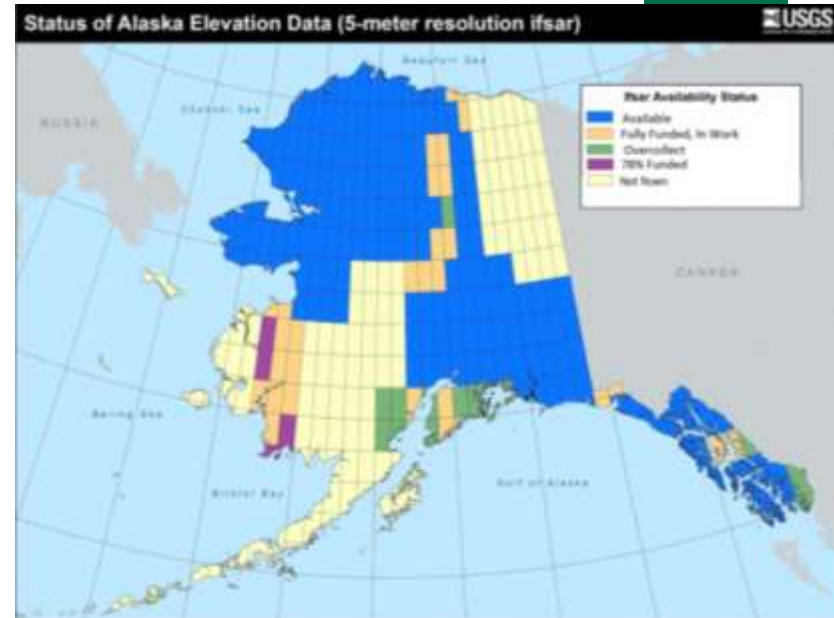 Status of Alaska Elevation Data (5-meter resolution ifsar)
USGS
Beaufort Sea
Chukchi Sea
RUSSIA
Ifsar Availability Status
Available
Fully Funded, In Work
Overcollect
78% Funded
Not flown
CANADA
Bering Sea
Bristol Bay
Gulf of Alaska